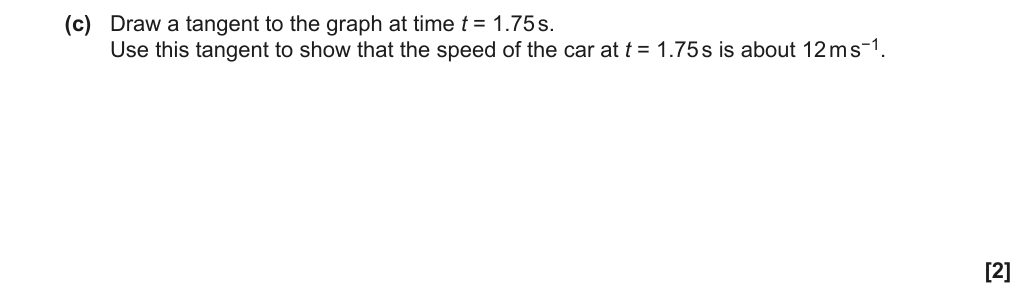 (c) Draw a tangent to the graph at time t = 1.75 s.
Use this tangent to show that the speed of the car at t = 1.75 s is about 12 m s⁻¹.
[2]